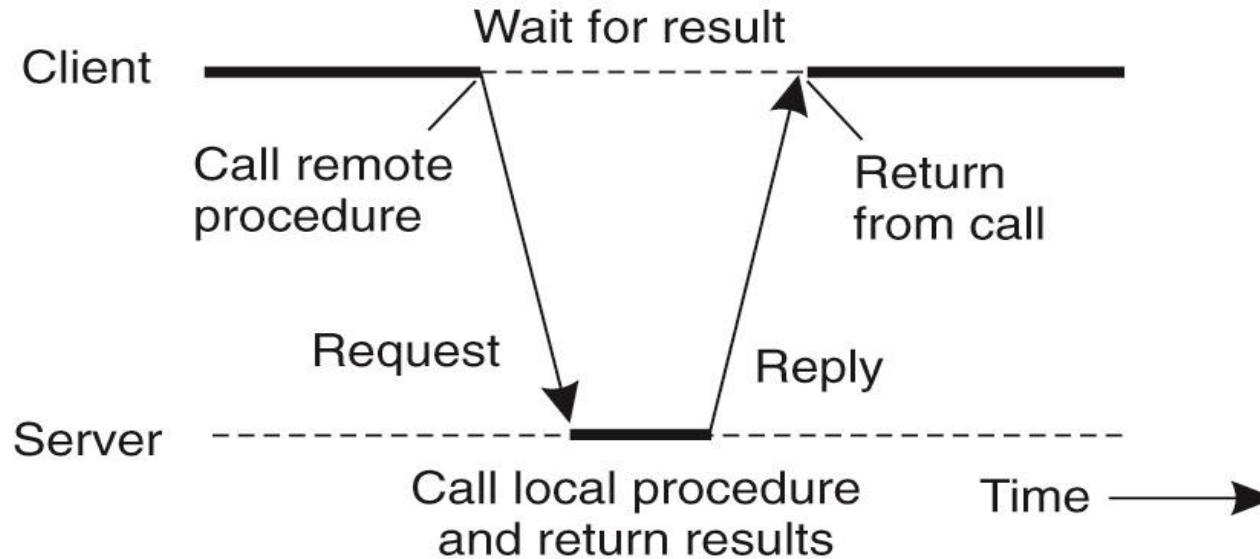 Wait for result
Client
Call remote
procedure
Return
from call
Request
Reply
Server
Call local procedure
and return results
Time